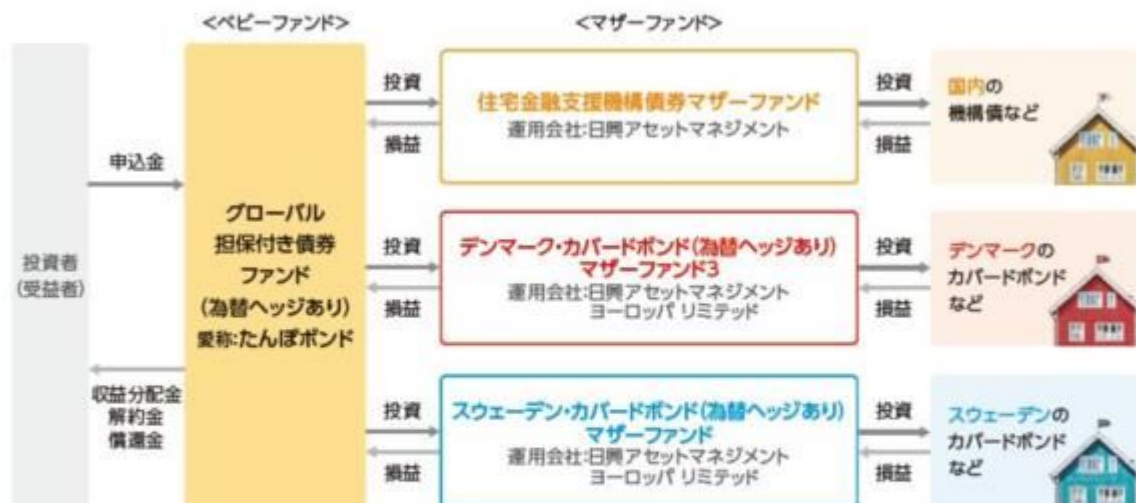 <ベビーファンド>
<マザーファンド>
投資者
(受益者)
申込金
収益分配金
解約金
償還金
グローバル
担保付き債券
ファンド
(為替ヘッジあり)
愛称:たんぽボンド
投資
損益
住宅金融支援機構債券マザーファンド
運用会社:日興アセットマネジメント
投資
損益
国内の
機構債など
投資
損益
デンマーク・カバードボンド(為替ヘッジあり)
マザーファンド3
運用会社:日興アセットマネジメント
ヨーロッパ リミテッド
投資
損益
デンマークの
カバードボンド
など
投資
損益
スウェーデン・カバードボンド(為替ヘッジあり)
マザーファンド
運用会社:日興アセットマネジメント
ヨーロッパ リミテッド
投資
損益
スウェーデンの
カバードボンド
など